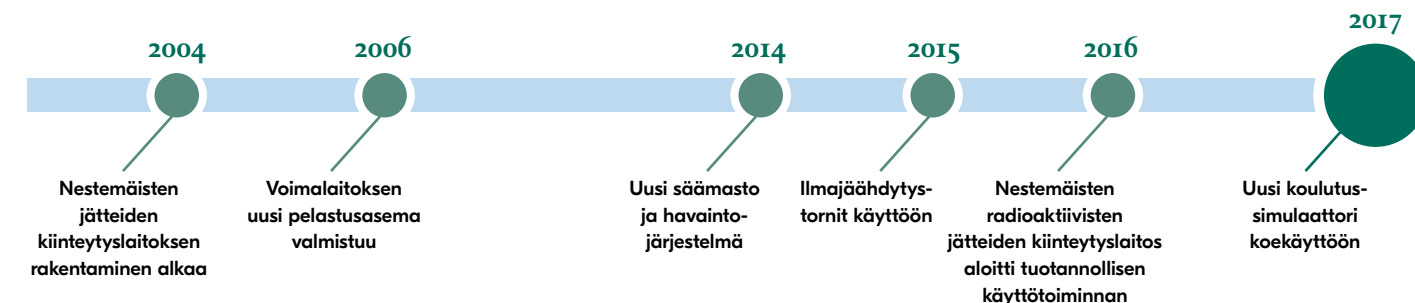 2004
Nestemäisten
jätteiden
kiinteytyslaitoksen
rakentaminen alkaa
2006
Voimalaitoksen
uusi pelastusasema
valmistuu
2014
Uusi säämasto
ja havainto-
järjestelmä
2015
Ilmajäähdytys-
tornit käyttöön
2016
Nestemäisten
radioaktiivisten
jätteiden kiinteytyslaitos
aloitti tuotannollisen
käyttötoiminnan
2017
Uusi koulutus-
simulaattori
koekäyttöön